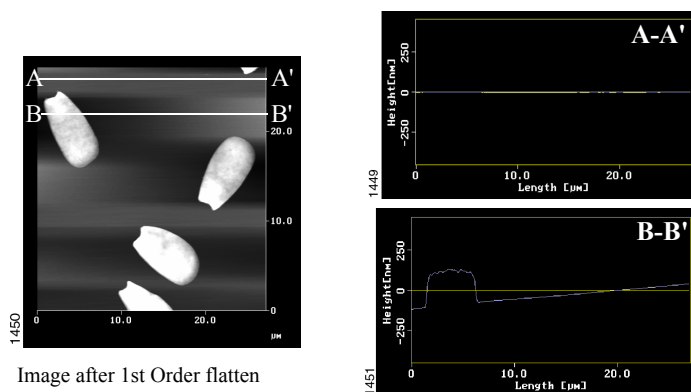 A A'
B B'
20.0
10.0
0
0 10.0 20.0
µM
1450
Image after 1st Order flatten
A-A'
Height[nM]
250
0
-250
0 10.0 20.0
Length [µM]
1449
B-B'
Height[nM]
250
0
-250
0 10.0 20.0
Length [µM]
1451